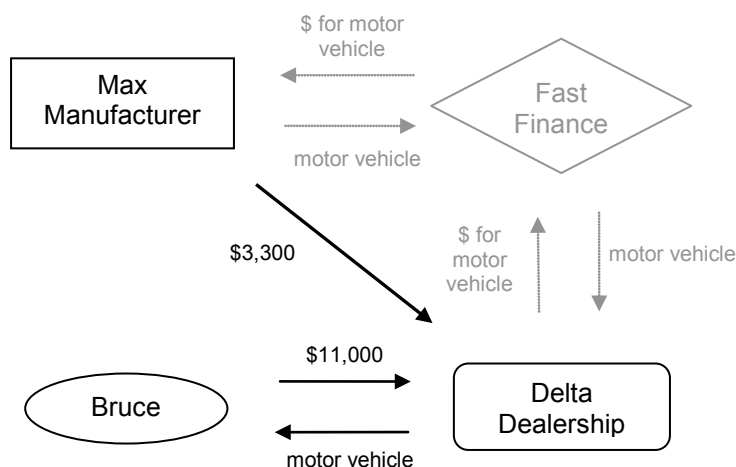 $ for motor
vehicle
Max
Manufacturer
Fast
Finance
motor vehicle
$3,300
$ for
motor
vehicle
motor vehicle
$11,000
Bruce
Delta
Dealership
motor vehicle